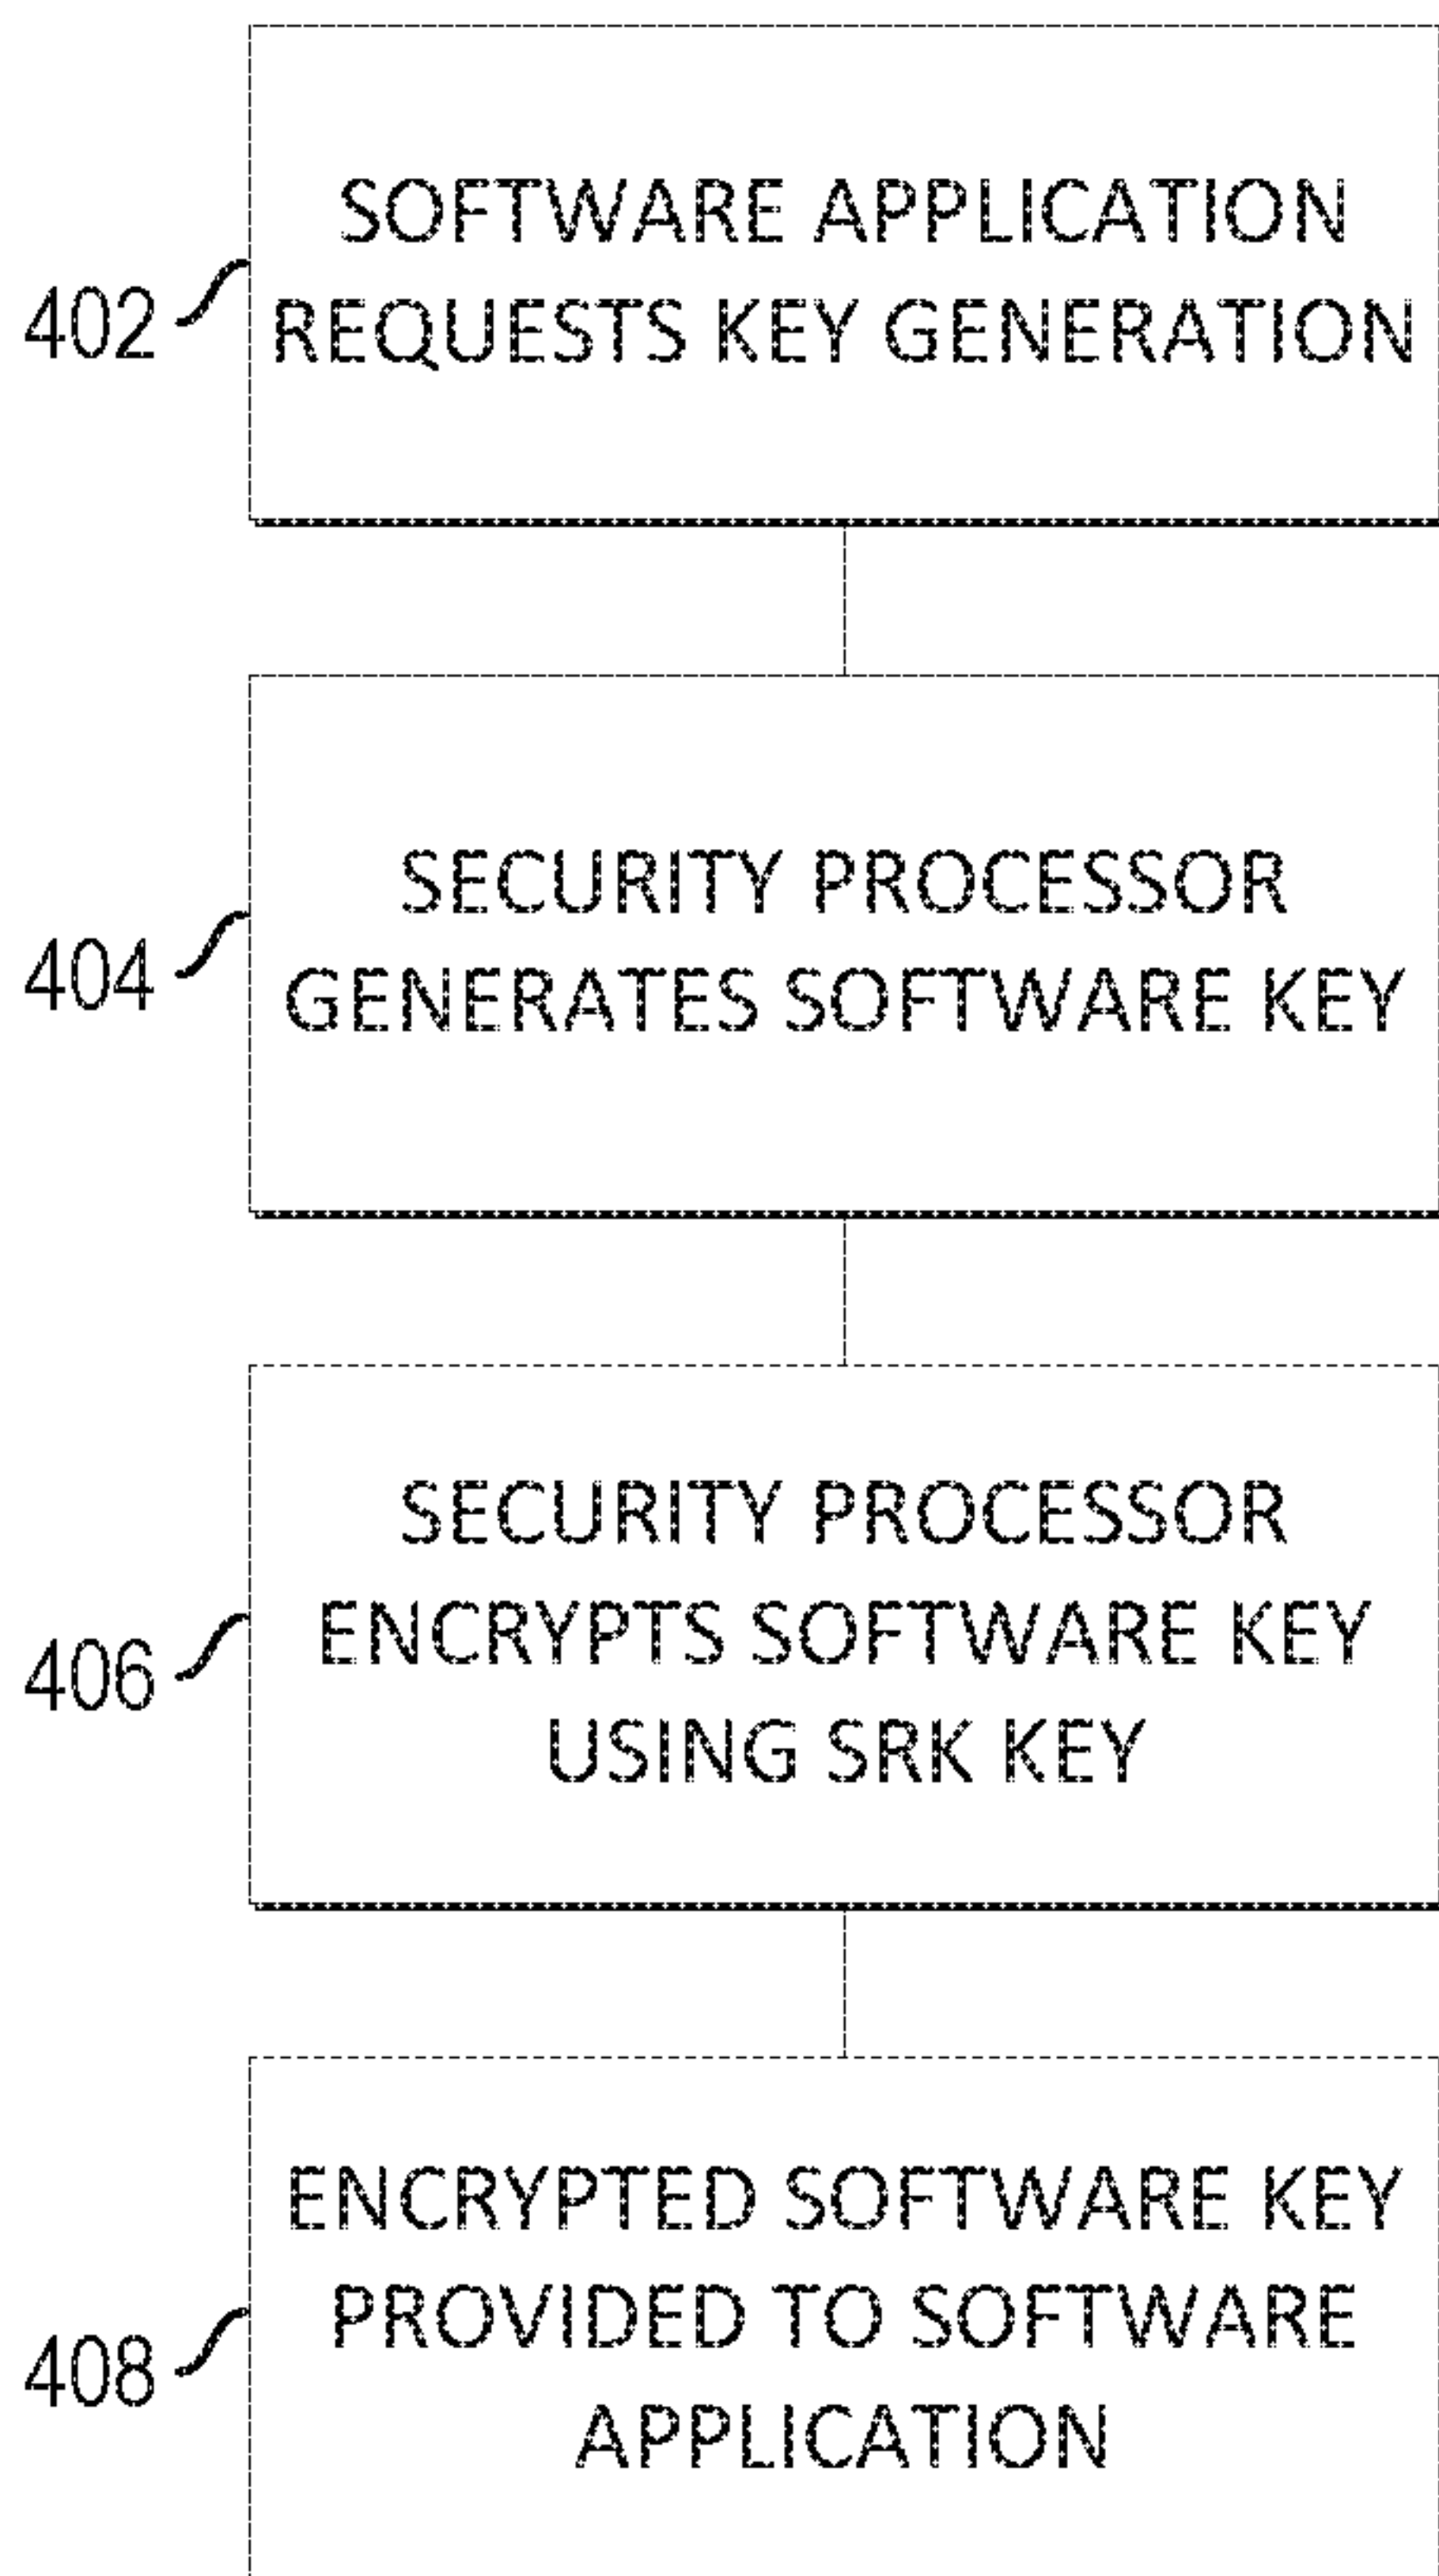 SOFTWARE APPLICATION
402
REQUESTS KEY GENERATION
SECURITY PROCESSOR
404
GENERATES SOFTWARE KEY
SECURITY PROCESSOR
406
ENCRYPTS SOFTWARE KEY
USING SRK KEY
ENCRYPTED SOFTWARE KEY
408
PROVIDED TO SOFTWARE
APPLICATION